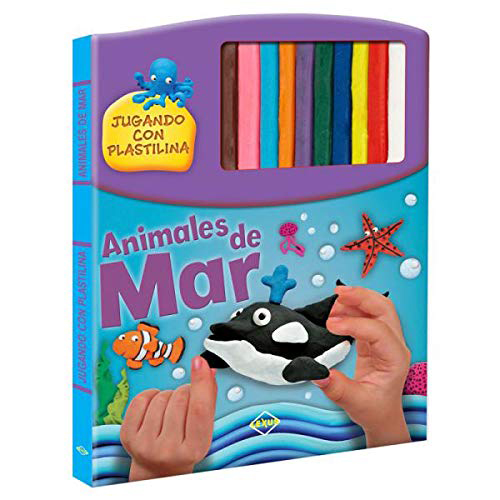 JUGANDO
CON
PLASTILINA
Animales de
Mar
LEXUS
ANIMALES DE MAR
JUGANDO CON PLASTILINA